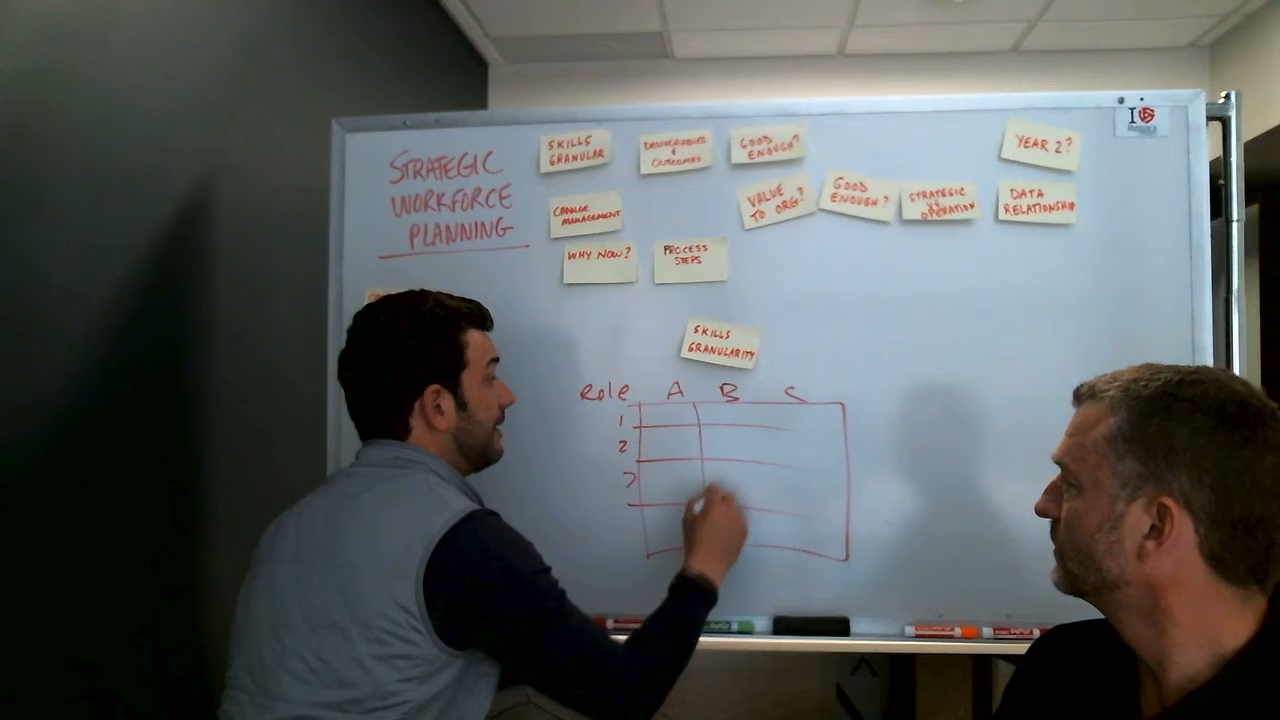 STRATEGIC
WORKFORCE
PLANNING
SKILLS
GRANULAR
DELIVERABLES
&
OUTCOMES
GOOD
ENOUGH?
YEAR 2?
CHANGE
MANAGEMENT
VALUE
TO ORG?
GOOD
ENOUGH?
STRATEGIC
VS
OPERATION
DATA
RELATIONSHIP
WHY NOW?
PROCESS
STEPS
SKILLS
GRANULARITY
Role A B C
1
2
3
I